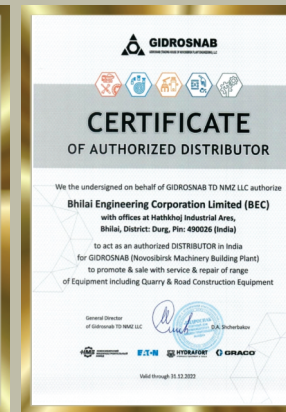 GIDROSNAB
CERTIFICATE
OF AUTHORIZED DISTRIBUTOR
We the undersigned on behalf of GIDROSNAB TD NMZ LLC authorize
Bhilai Engineering Corporation Limited (BEC)
with offices at Hathkhoj Industrial Ares,
Bhilai, District: Durg, Pin: 490026 (India)
to act as an authorized DISTRIBUTOR in India
for GIDROSNAB (Novosibirsk Machinery Building Plant)
to promote & sale with service & repair of range
of Equipment including Quarry & Road Construction Equipment
General Director
of Gidrosnab TD NMZ LLC
D.A. Shcherbakov
EATON
HYDRAFORT
GRACO
Valid through 31.12.2022